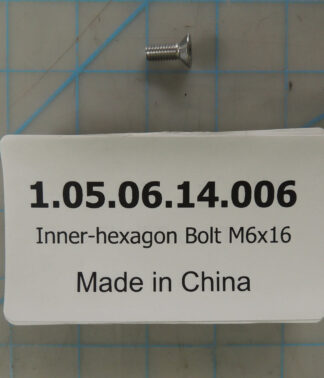 1.05.06.14.006
Inner-hexagon Bolt M6x16
Made in China